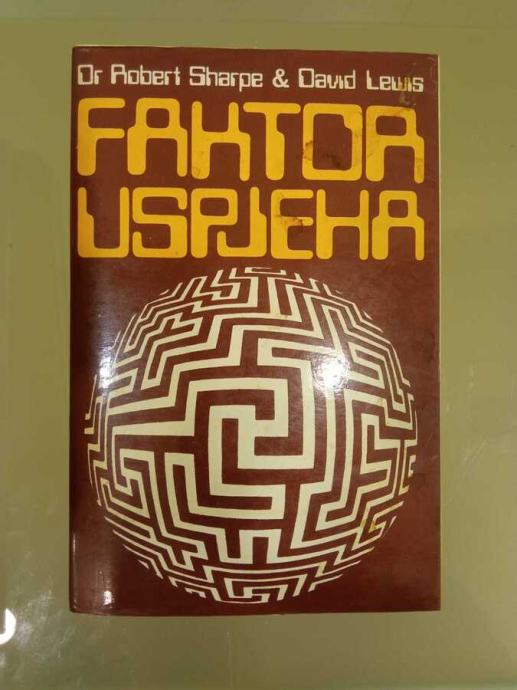 Dr Robert Sharpe & David Lewis
FAKTOR
USPJEHA